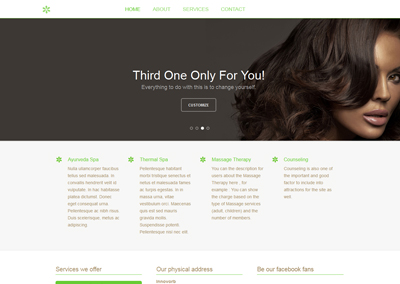 HOME ABOUT SERVICES CONTACT
Third One Only For You!
Everything to do with this is to change yourself.
CUSTOMIZE
Ayurveda Spa
Nulla ullamcorper faucibus
tellus sed malesuada. In
convallis hendrerit velit id
vulputate. In hac habitasse
platea dictumst. Donec
eget consequat urna.
Pellentesque ac nibh risus.
Duis scelerisque, metus ac
adipiscing.
Thermal Spa
Pellentesque habitant
morbi tristique senectus et
netus et malesuada fames
ac turpis egestas. In in
massa urna, vitae
vestibulum orci. Maecenas
quis est sed mauris
gravida mattis.
Suspendisse potenti.
Pellentesque nec nisi elit.
Massage Therapy
You can the description for
users about the Massage
Therapy here , for
example : You can show
the charge based on the
type of Massage services
(adult, children) and the
number of members.
Counseling
Counseling is also one of
the important and good
factor to include into
attractions for the site as
well.
Services we offer
Our physical address
Be our facebook fans